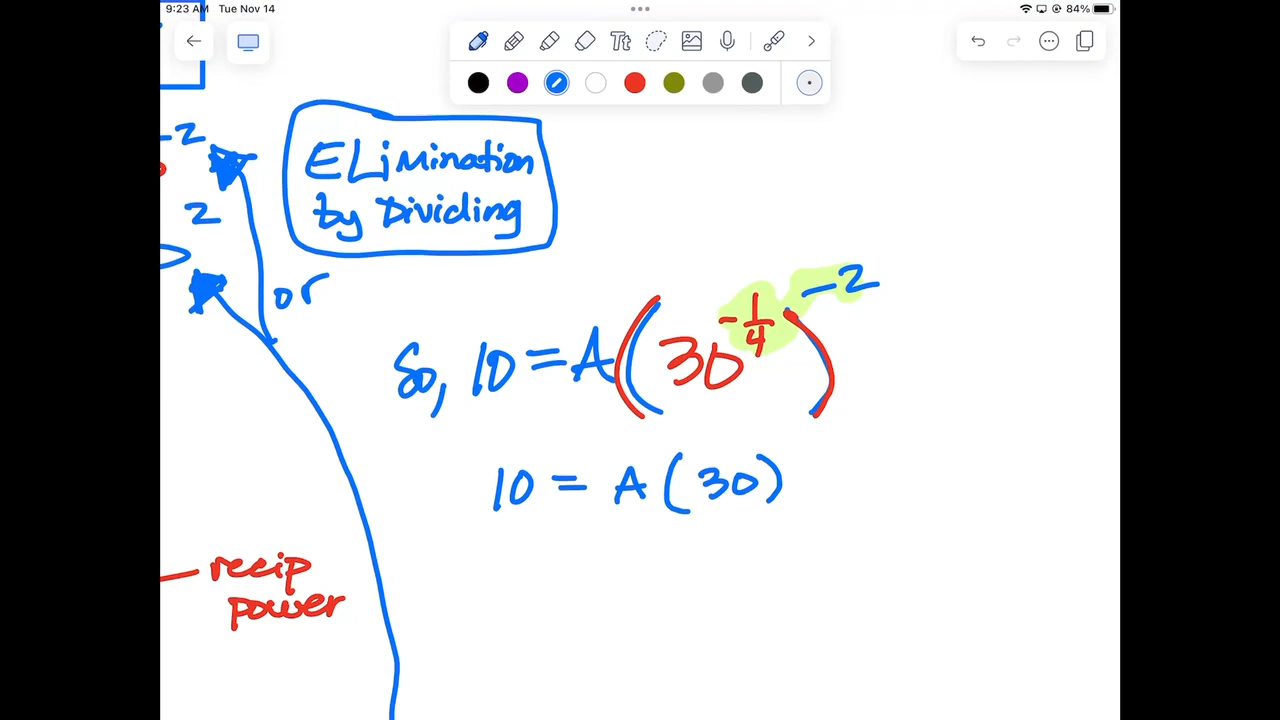 9:23 AM Tue Nov 14
84%
Tt
-2
2
or
ELimination
by Dividing
So, 10 = A(30^-1/4)^-2
10 = A(30)
— recip
power